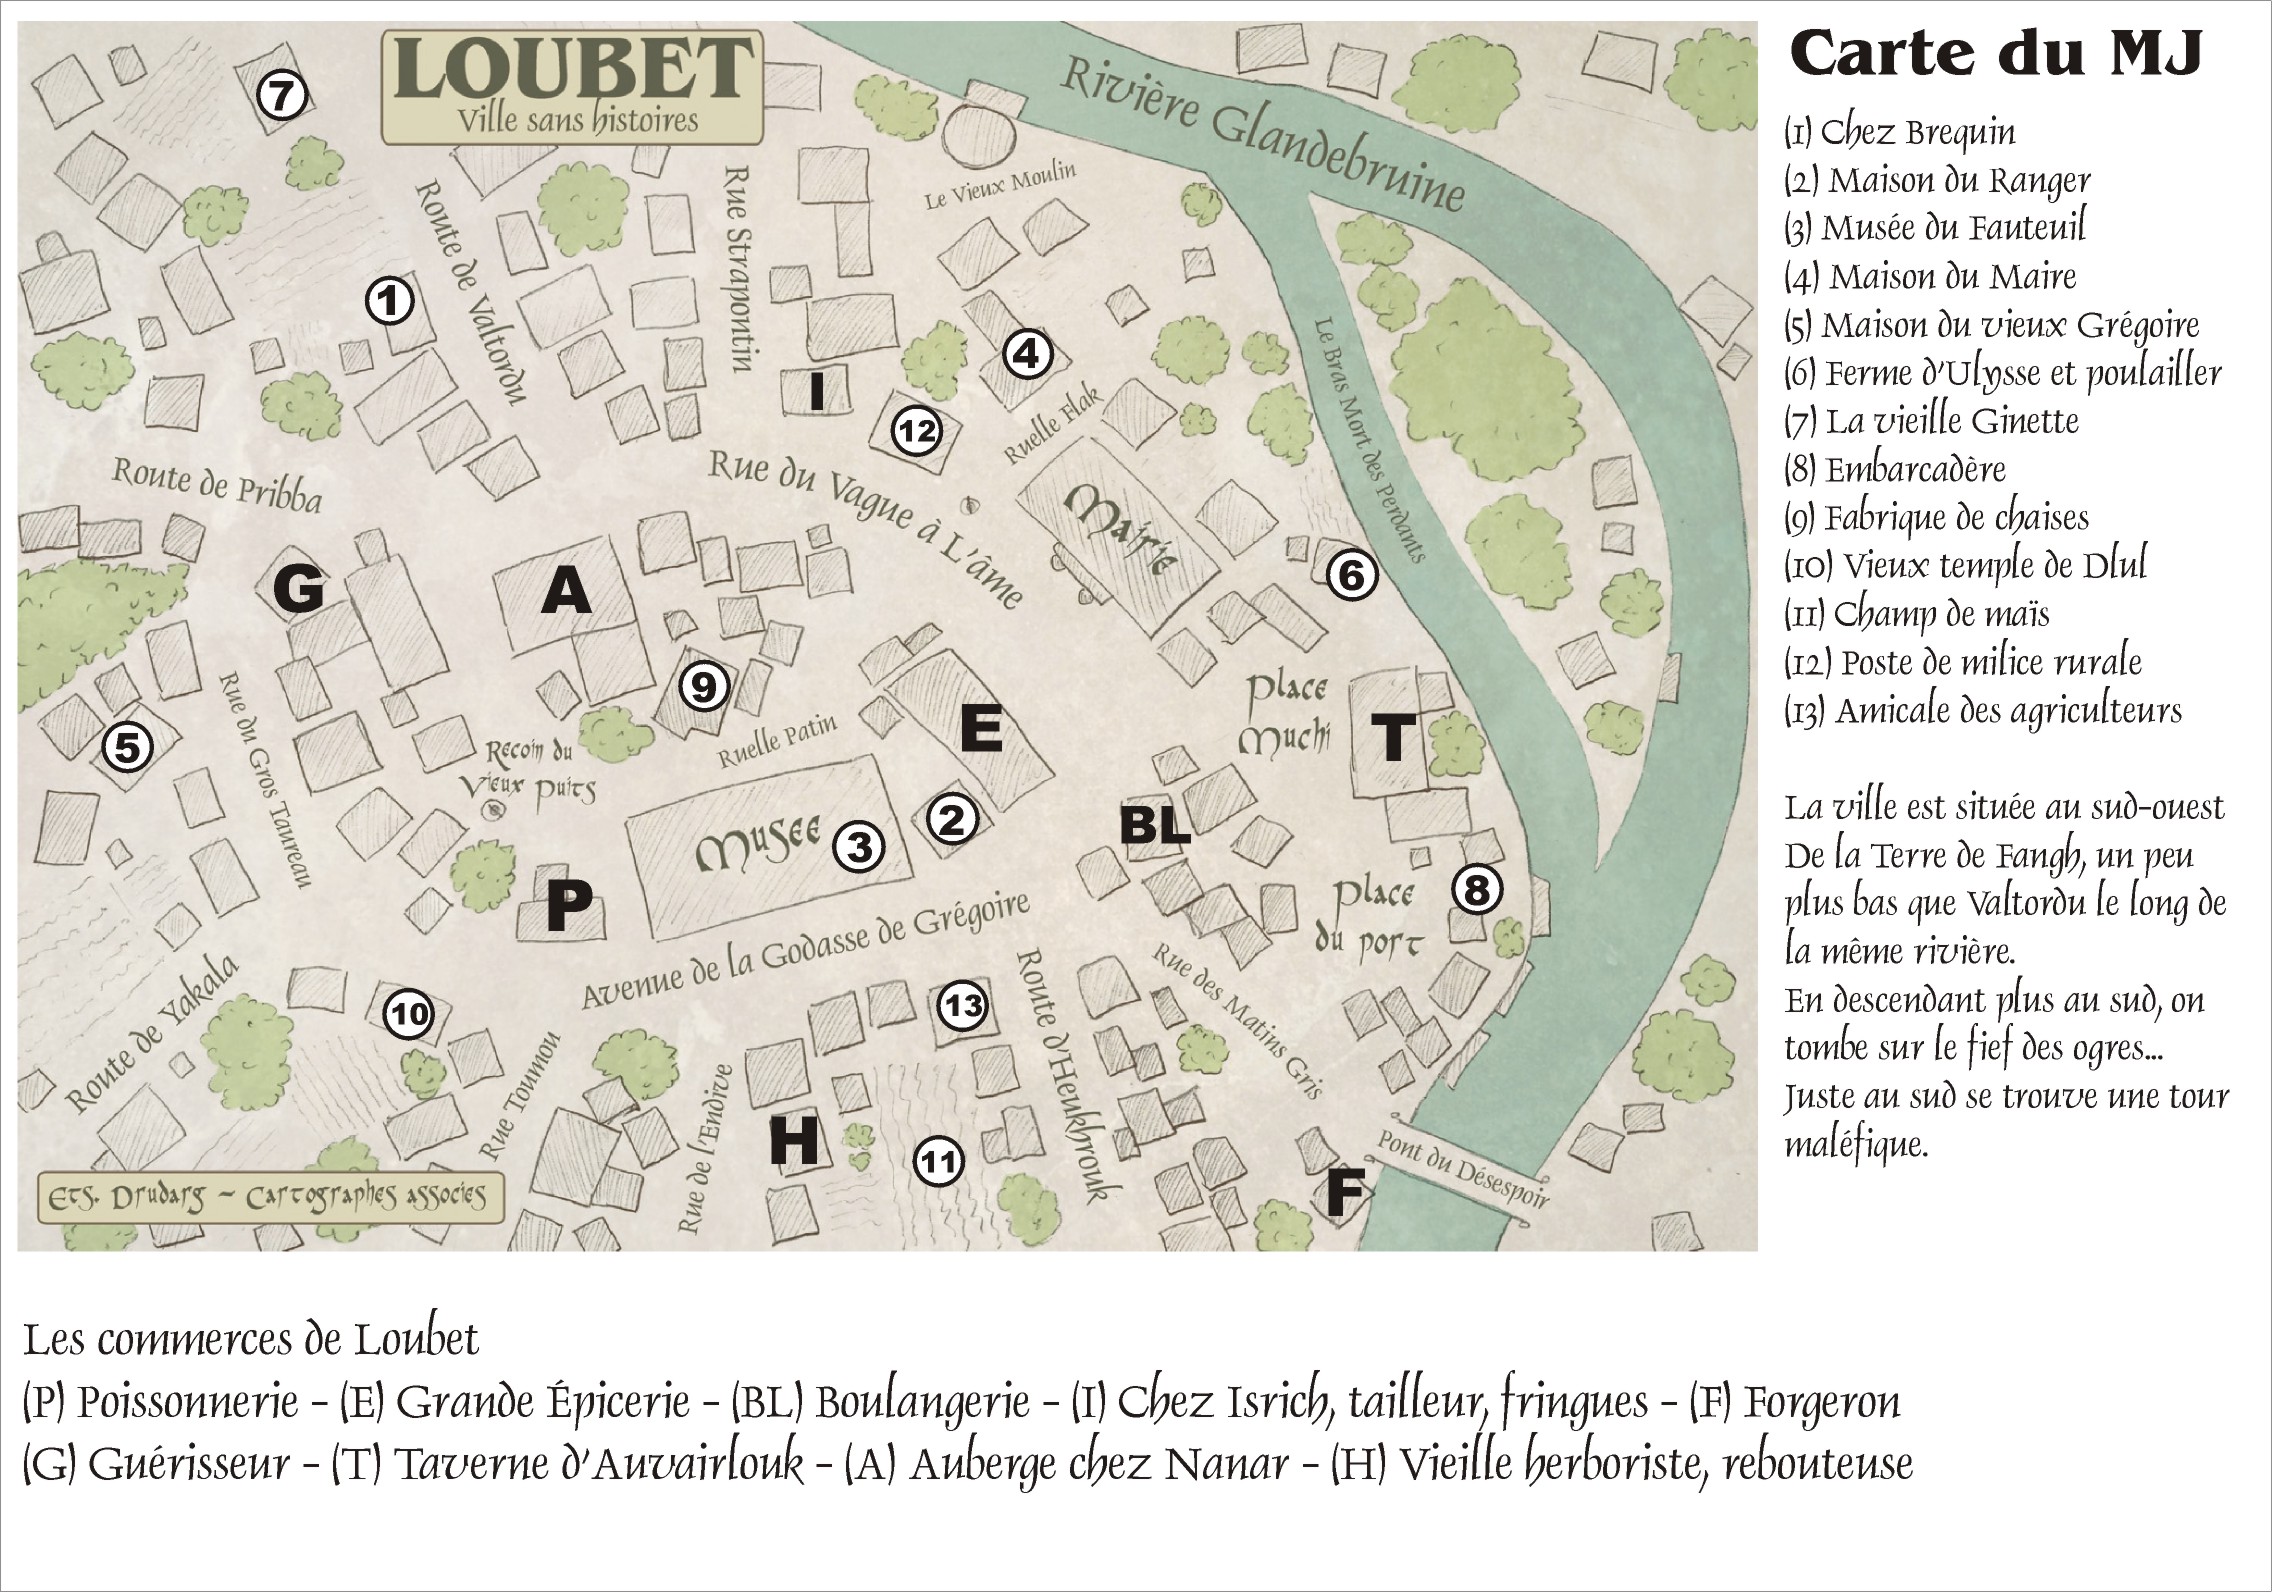 LOUBET
Ville sans histoires
Carte du MJ
(1) Chez Brequin
(2) Maison du Ranger
(3) Musée du Fauteuil
(4) Maison du Maire
(5) Maison du vieux Grégoire
(6) Ferme d'Ulysse et poulailler
(7) La vieille Ginette
(8) Embarcadère
(9) Fabrique de chaises
(10) Vieux temple de Dlul
(11) Champ de maïs
(12) Poste de milice rurale
(13) Amicale des agriculteurs
La ville est située au sud-ouest
De la Terre de Fangh, un peu
plus bas que Valtordu le long de
la même rivière.
En descendant plus au sud, on
tombe sur le fief des ogres...
Juste au sud se trouve une tour
maléfique.
7
Rivière Glandebruine
Le Vieux Moulin
Route de Valtordu
Rue Strapontin
1
4
I
12
Ruelle Flak
Le Bras Mort des Perdants
Route de Pribba
Rue du Vague à L'âme
Mairie
6
G
A
9
5
Rue du Gros Taureau
Recoin du
Vieux Puits
Ruelle Patin
E
Place
Muchi
T
Musée
3
2
BL
P
8
Place
du port
Avenue de la Godasse de Grégoire
Route de Yakala
10
13
Route d'Heukbrouk
Rue des Matins Gris
Rue Toumou
Rue de l'Endive
H
11
F
Pont du Désespoir
Ets. Drudarg ~ Cartographes associés
Les commerces de Loubet
(P) Poissonnerie - (E) Grande Épicerie - (BL) Boulangerie - (I) Chez Isrich, tailleur, fringues - (F) Forgeron
(G) Guérisseur - (T) Taverne d'Auvairlouk - (A) Auberge chez Nanar - (H) Vieille herboriste, rebouteuse